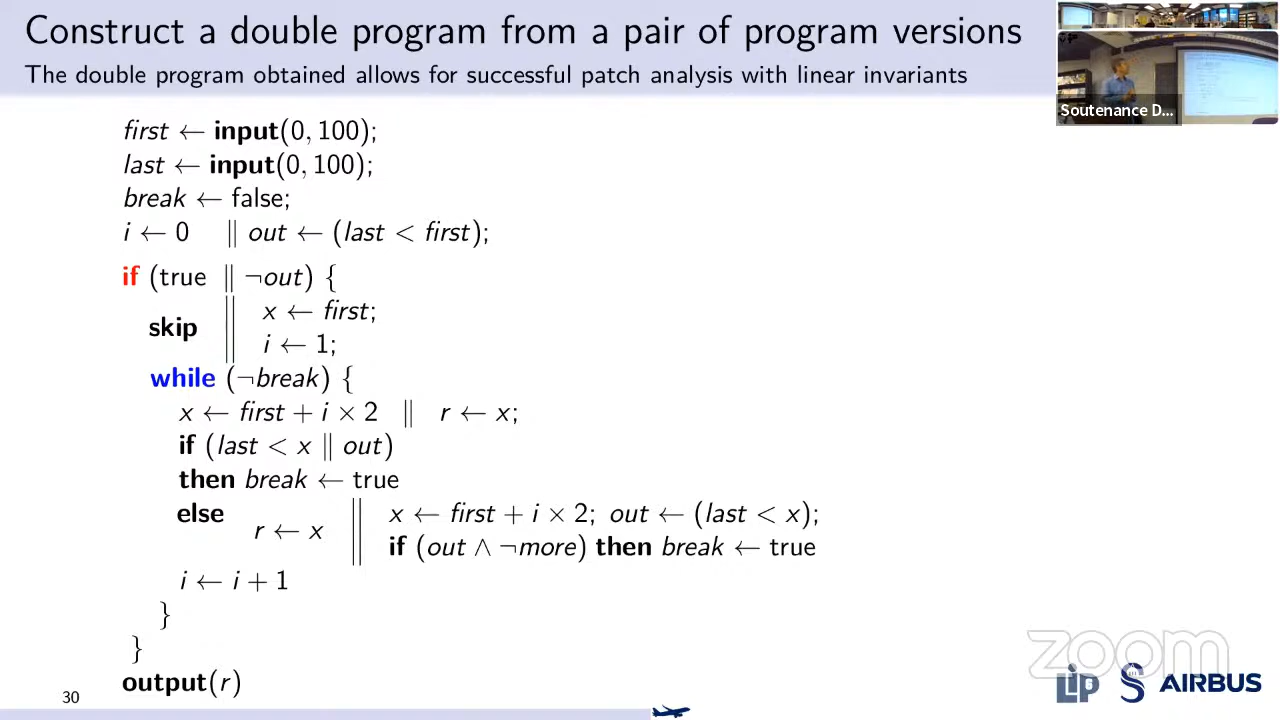 Construct a double program from a pair of program versions
The double program obtained allows for successful patch analysis with linear invariants
Soutenance D...
first ← input(0, 100);
last ← input(0, 100);
break ← false;
i ← 0 ‖ out ← (last < first);
if (true ‖ ¬out) {
skip ‖ x ← first;
i ← 1;
while (¬break) {
x ← first + i × 2 ‖ r ← x;
if (last < x ‖ out)
then break ← true
else r ← x ‖ x ← first + i × 2; out ← (last < x);
if (out ∧ ¬more) then break ← true
i ← i + 1
}
}
output(r)
30
zoom
LIP6
S
AIRBUS